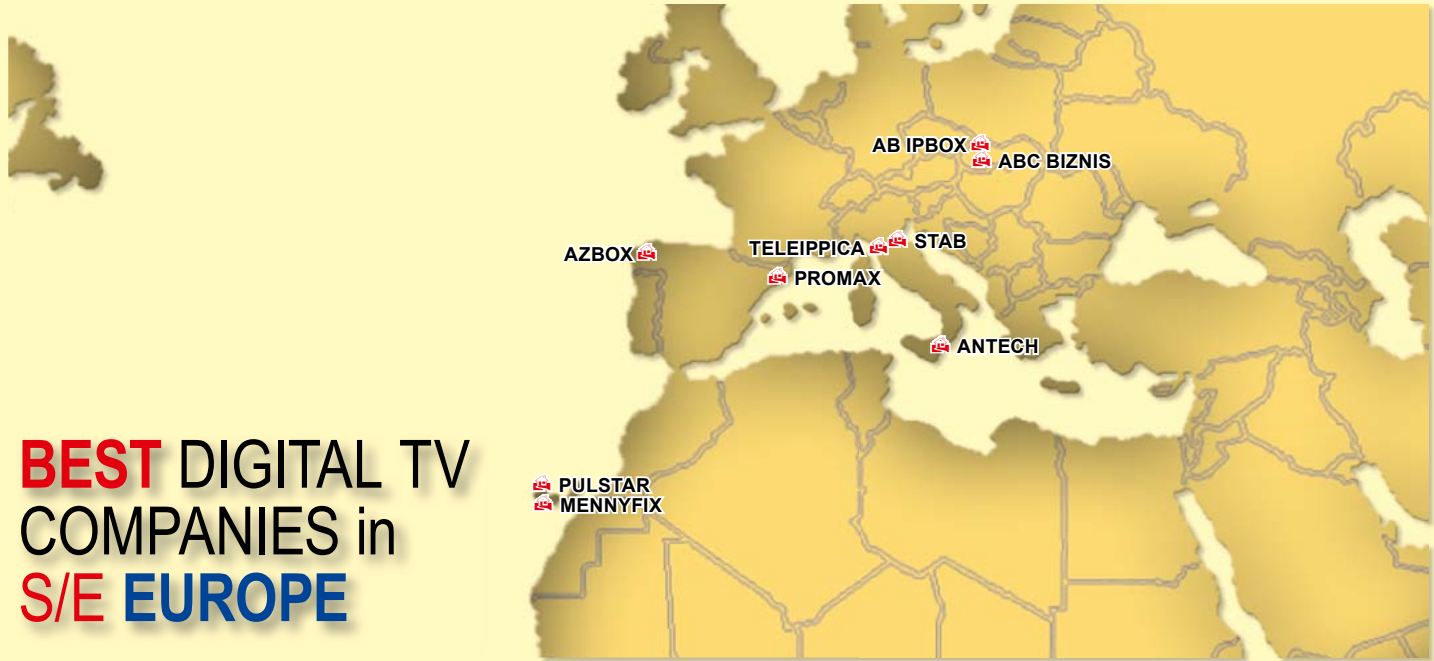 AB IPBOX
ABC BIZNIS
AZBOX
TELEIPPICA
STAB
PROMAX
ANTECH
PULSTAR
MENNYFIX
BEST DIGITAL TV
COMPANIES in
S/E EUROPE